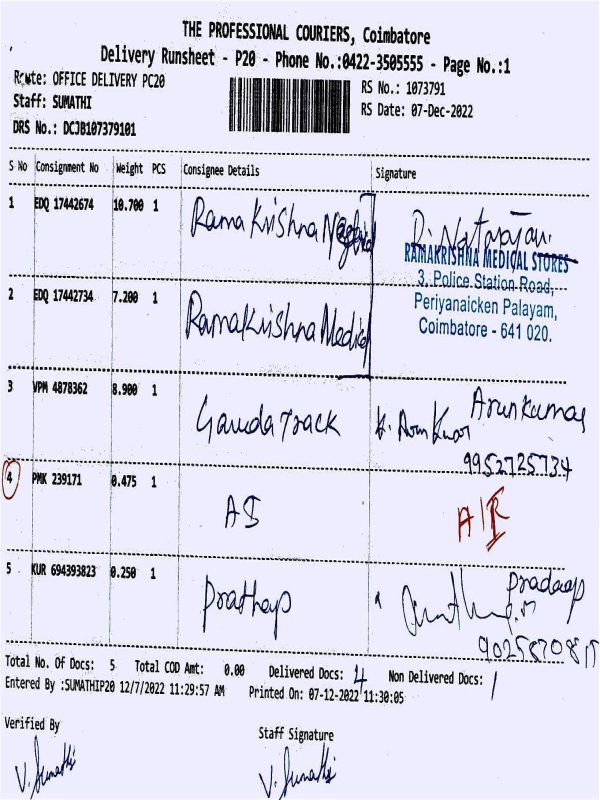 THE PROFESSIONAL COURIERS, Coimbatore
Delivery Runsheet - P20 - Phone No.:0422-3505555 - Page No.:1
Route: OFFICE DELIVERY PC20
RS No.: 1073791
Staff: SUMATHI
RS Date: 07-Dec-2022
DRS No.: DCJB107379101
S No Consignment No Weight PCS Consignee Details Signature
1 EDQ 17442674 10.700 1 Rama Krishna D. Natarajan
RAMAKRISHNA MEDICAL STORES
3, Police Station Road,
2 EDQ 17442734 7.200 1 RamaKrishna Medical Periyanaicken Palayam,
Coimbatore - 641 020.
3 VPM 4878362 8.900 1 Garuda Track K. Arun Kumar Arunkumar
9952725734
4 PMK 239171 0.475 1 AI A/R
5 KUR 694393823 0.250 1 Prathap Pradaap
Total No. Of Docs: 5 Total COD Amt: 0.00 Delivered Docs: 4 Non Delivered Docs: 1
Entered By :SUMATHIP20 12/7/2022 11:29:57 AM Printed On: 07-12-2022 11:30:05
Verified By Staff Signature
V. Sumathi V. Sumathi